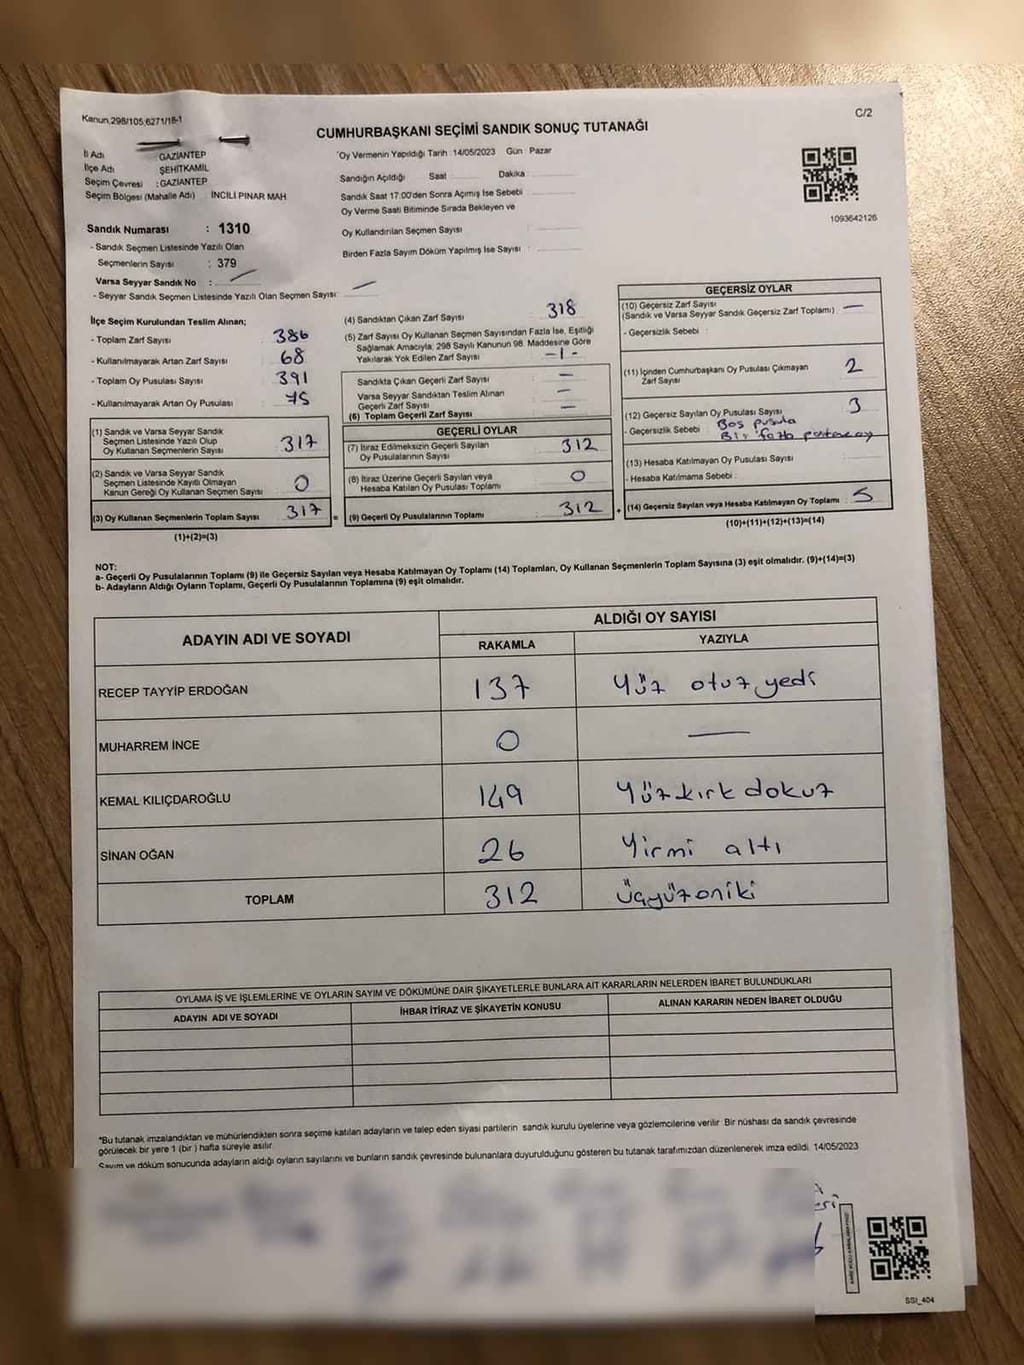 Kanun,298/105;6271/18-1
C/2
CUMHURBAŞKANI SEÇİMİ SANDIK SONUÇ TUTANAĞI
İl Adı GAZİANTEP
İlçe Adı ŞEHİTKAMİL
Seçim Çevresi : GAZİANTEP
Seçim Bölgesi (Mahalle Adı) İNCİLİ PINAR MAH
Sandık Numarası : 1310
- Sandık Seçmen Listesinde Yazılı Olan
Seçmenlerin Sayısı : 379
Varsa Seyyar Sandık No :
- Seyyar Sandık Seçmen Listesinde Yazılı Olan Seçmen Sayısı:
Oy Vermenin Yapıldığı Tarih :14/05/2023 Gün : Pazar
Sandığın Açıldığı Saat Dakika :
Sandık Saat 17:00'den Sonra Açımış İse Sebebi :
Oy Verme Saati Bitiminde Sırada Bekleyen ve
Oy Kullandırılan Seçmen Sayısı :
Birden Fazla Sayım Döküm Yapılmış İse Sayısı :
1093642126
İlçe Seçim Kurulundan Teslim Alınan;
- Toplam Zarf Sayısı : 386
- Kullanılmayarak Artan Zarf Sayısı : 68
- Toplam Oy Pusulası Sayısı : 391
- Kullanılmayarak Artan Oy Pusulası : 75
(1) Sandık ve Varsa Seyyar Sandık
Seçmen Listesinde Yazılı Olup
Oy Kullanan Seçmenlerin Sayısı : 317
(2) Sandık ve Varsa Seyyar Sandık
Seçmen Listesinde Kayıtlı Olmayan
Kanun Gereği Oy Kullanan Seçmen Sayısı : 0
(3) Oy Kullanan Seçmenlerin Toplam Sayısı : 317
(1)+(2)=(3)
=
(4) Sandıktan Çıkan Zarf Sayısı : 318
(5) Zarf Sayısı Oy Kullanan Seçmen Sayısından Fazla İse, Eşitliği
Sağlamak Amacıyla; 298 Sayılı Kanunun 98. Maddesine Göre
Yakılarak Yok Edilen Zarf Sayısı : -1-
Sandıkta Çıkan Geçerli Zarf Sayısı : —
Varsa Seyyar Sandıktan Teslim Alınan
Geçerli Zarf Sayısı : —
(6) Toplam Geçerli Zarf Sayısı : —
GEÇERLİ OYLAR
(7) İtiraz Edilmeksizin Geçerli Sayılan
Oy Pusulalarının Sayısı : 312
(8) İtiraz Üzerine Geçerli Sayılan veya
Hesaba Katılan Oy Pusulası Toplamı : 0
(9) Geçerli Oy Pusulalarının Toplamı : 312
+
GEÇERSİZ OYLAR
(10) Geçersiz Zarf Sayısı : —
(Sandık ve Varsa Seyyar Sandık Geçersiz Zarf Toplamı)
- Geçersizlik Sebebi :
(11) İçinden Cumhurbaşkanı Oy Pusulası Çıkmayan
Zarf Sayısı : 2
(12) Geçersiz Sayılan Oy Pusulası Sayısı : 3
- Geçersizlik Sebebi : Boş pusula
Bir fazla
(13) Hesaba Katılmayan Oy Pusulası Sayısı :
- Hesaba Katılmama Sebebi :
(14) Geçersiz Sayılan veya Hesaba Katılmayan Oy Toplamı : 5
(10)+(11)+(12)+(13)=(14)
NOT:
a- Geçerli Oy Pusulalarının Toplamı (9) ile Geçersiz Sayılan veya Hesaba Katılmayan Oy Toplamı (14) Toplamları, Oy Kullanan Seçmenlerin Toplam Sayısına (3) eşit olmalıdır. (9)+(14)=(3)
b- Adayların Aldığı Oyların Toplamı, Geçerli Oy Pusulalarının Toplamına (9) eşit olmalıdır.
ADAYIN ADI VE SOYADI
ALDIĞI OY SAYISI
RAKAMLA YAZIYLA
RECEP TAYYİP ERDOĞAN 137 Yüz otuz yedi
MUHARREM İNCE 0 —
KEMAL KILIÇDAROĞLU 149 Yüz kırk dokuz
SİNAN OĞAN 26 Yirmi altı
TOPLAM 312 üçyüzoniki
OYLAMA İŞ VE İŞLEMLERİNE VE OYLARIN SAYIM VE DÖKÜMÜNE DAİR ŞİKAYETLERLE BUNLARA AİT KARARLARIN NELERDEN İBARET BULUNDUKLARI
ADAYIN ADI VE SOYADI
İHBAR İTİRAZ VE ŞİKAYETİN KONUSU
ALINAN KARARIN NEDEN İBARET OLDUĞU
*Bu tutanak imzalandıktan ve mühürlendikten sonra seçime katılan adayların ve talep eden siyasi partilerin sandık kurulu üyelerine veya gözlemcilerine verilir. Bir nüshası da sandık çevresinde
görülecek bir yere 1 (bir ) hafta süreyle asılır.
Sayım ve döküm sonucunda adayların aldığı oyların sayılarını ve bunların sandık çevresinde bulunanlara duyurulduğunu gösteren bu tutanak tarafımızdan düzenlenerek imza edildi. 14/05/2023
SSİ_404